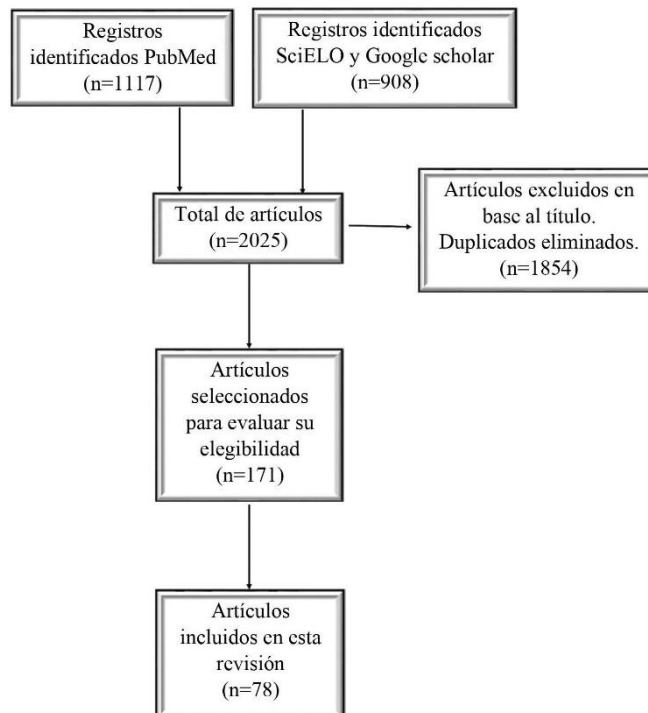 Registros
identificados PubMed
(n=1117)
Registros identificados
SciELO y Google scholar
(n=908)
Total de artículos
(n=2025)
Artículos excluidos en
base al título.
Duplicados eliminados.
(n=1854)
Artículos
seleccionados
para evaluar su
elegibilidad
(n=171)
Artículos
incluidos en esta
revisión
(n=78)